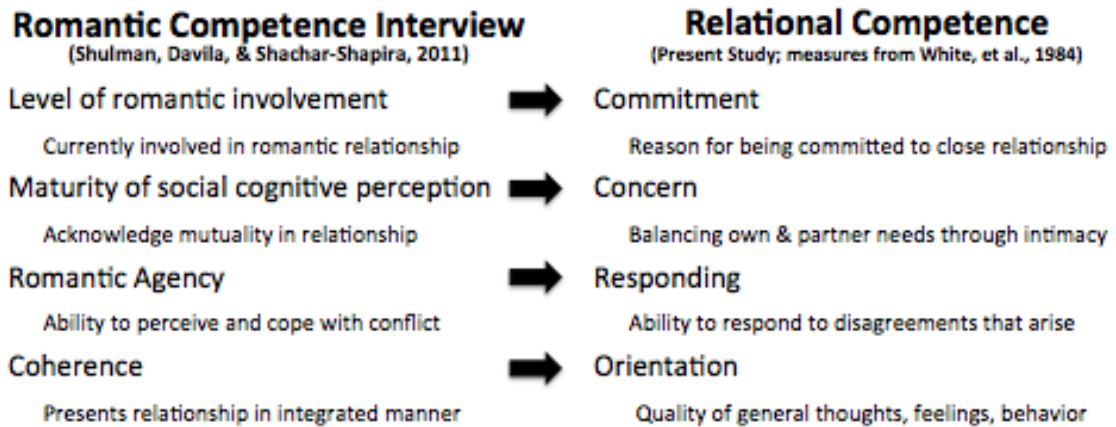 Romantic Competence Interview
(Shulman, Davila, & Shachar-Shapira, 2011)
Relational Competence
(Present Study; measures from White, et al., 1984)
Level of romantic involvement
Commitment
Currently involved in romantic relationship
Reason for being committed to close relationship
Maturity of social cognitive perception
Concern
Acknowledge mutuality in relationship
Balancing own & partner needs through intimacy
Romantic Agency
Responding
Ability to perceive and cope with conflict
Ability to respond to disagreements that arise
Coherence
Orientation
Presents relationship in integrated manner
Quality of general thoughts, feelings, behavior